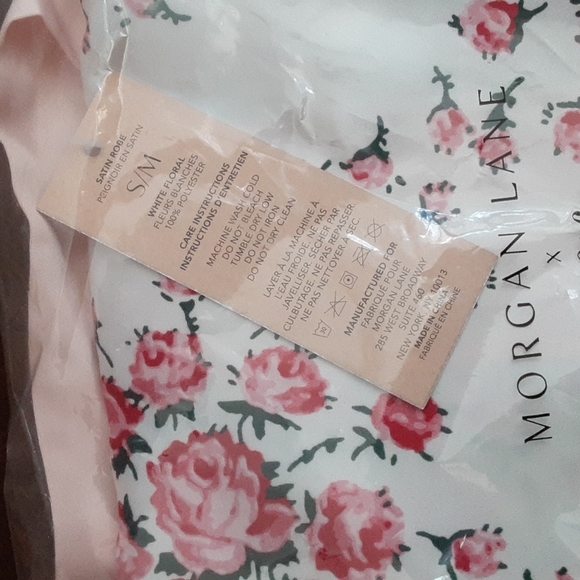 SATIN ROBE
PEIGNOIR EN SATIN
S/M
WHITE FLORAL
FLEURS BLANCHES
100% POLYESTER
CARE INSTRUCTIONS
INSTRUCTIONS D'ENTRETIEN
MACHINE WASH COLD
DO NOT BLEACH
TUMBLE DRY LOW
DO NOT IRON
DO NOT DRY CLEAN
LAVER À LA MACHINE À
L'EAU FROIDE. NE PAS
JAVELLISER. SÉCHER PAR
CULBUTAGE. NE PAS REPASSER.
NE PAS NETTOYER À SEC.
MANUFACTURED FOR
FABRIQUÉ POUR
MORGAN LANE
285 WEST BROADWAY
SUITE 440
NEW YORK, NY 10013
MADE IN CHINA
FABRIQUÉ EN CHINE
MORGAN LANE
X